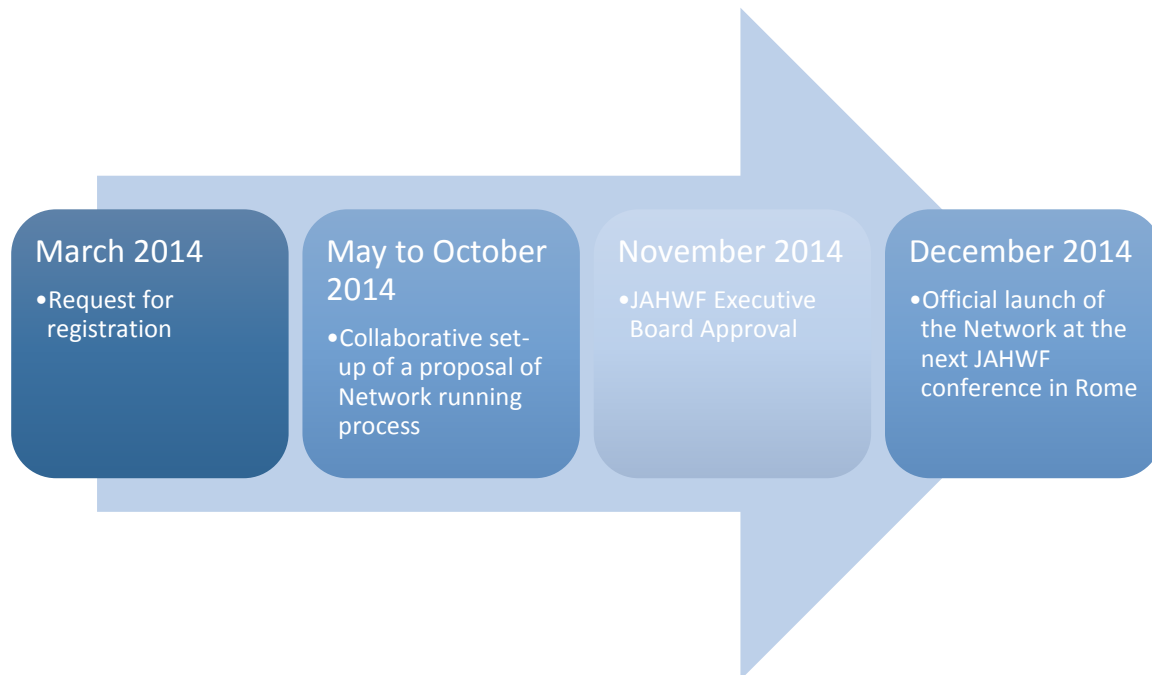 March 2014
•Request for
registration
May to October
2014
•Collaborative set-
up of a proposal of
Network running
process
November 2014
•JAHWF Executive
Board Approval
December 2014
•Official launch of
the Network at the
next JAHWF
conference in Rome